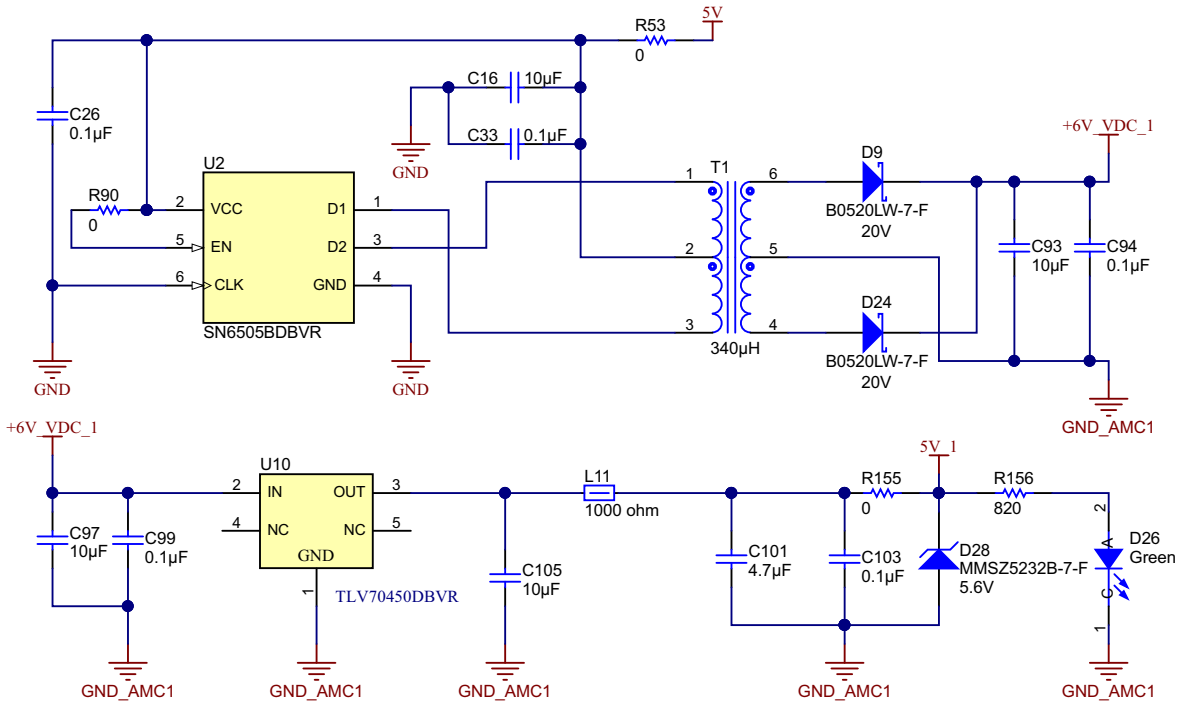 5V
R53
0
C16
10µF
C33
0.1µF
GND
C26
0.1µF
+6V_VDC_1
U2
R90
0
2
VCC
D1
1
5
EN
D2
3
6
CLK
GND
4
SN6505BDBVR
GND
GND
T1
1
6
2
5
3
4
340µH
D9
B0520LW-7-F
20V
D24
B0520LW-7-F
20V
C93
10µF
C94
0.1µF
GND_AMC1
+6V_VDC_1
C97
10µF
C99
0.1µF
GND_AMC1
U10
2
IN
OUT
3
4
NC
NC
5
GND
1
TLV70450DBVR
GND_AMC1
C105
10µF
GND_AMC1
L11
1000 ohm
C101
4.7µF
C103
0.1µF
GND_AMC1
R155
0
5V_1
R156
820
D28
MMSZ5232B-7-F
5.6V
2
A
D26
Green
C
1
GND_AMC1